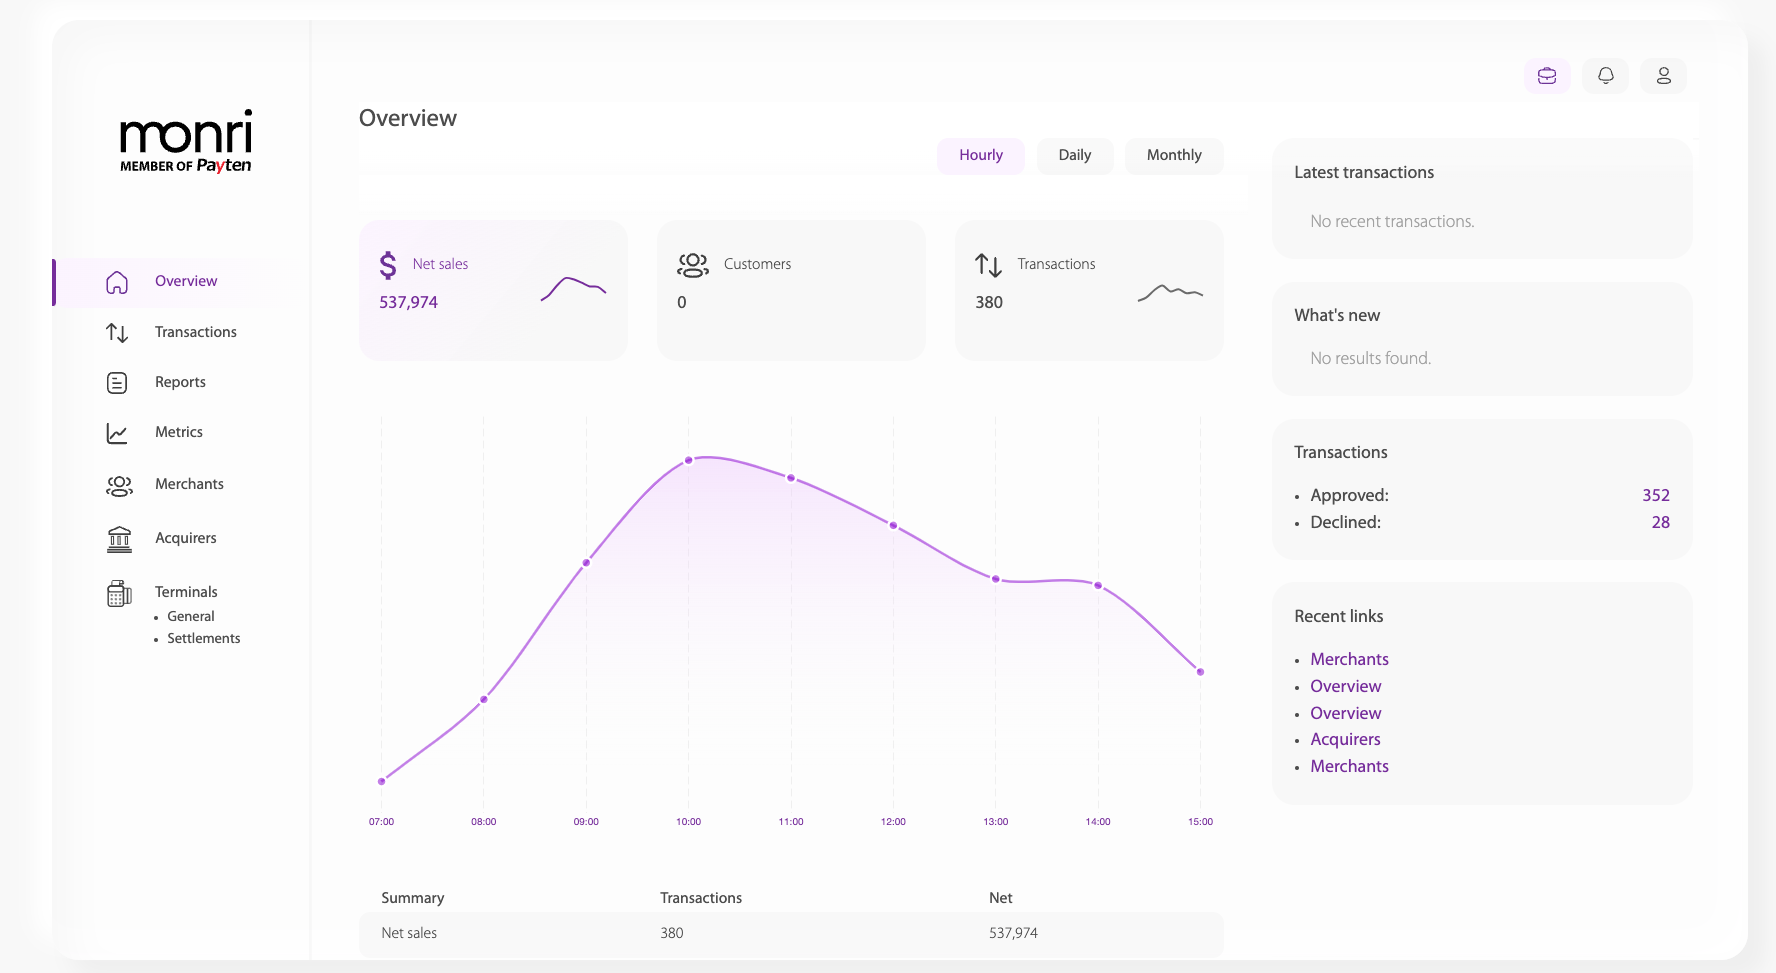 monri
MEMBER OF Payten
Overview
Transactions
Reports
Metrics
Merchants
Acquirers
Terminals
• General
• Settlements
Overview
Hourly Daily Monthly
Net sales
537,974
Customers
0
Transactions
380
07:00 08:00 09:00 10:00 11:00 12:00 13:00 14:00 15:00
Summary Transactions Net
Net sales 380 537,974
Latest transactions
No recent transactions.
What's new
No results found.
Transactions
• Approved: 352
• Declined: 28
Recent links
• Merchants
• Overview
• Overview
• Acquirers
• Merchants